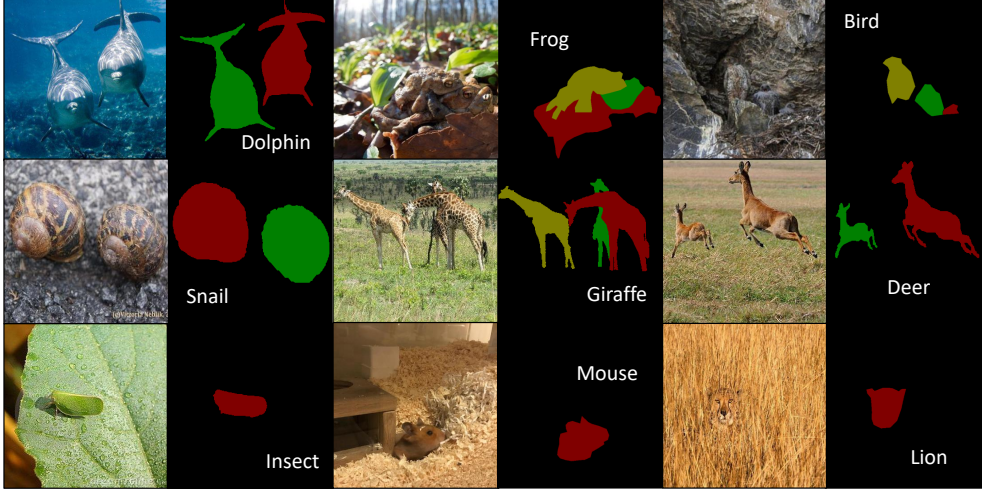 Dolphin
Frog
Bird
Snail
Giraffe
Deer
Insect
Mouse
Lion